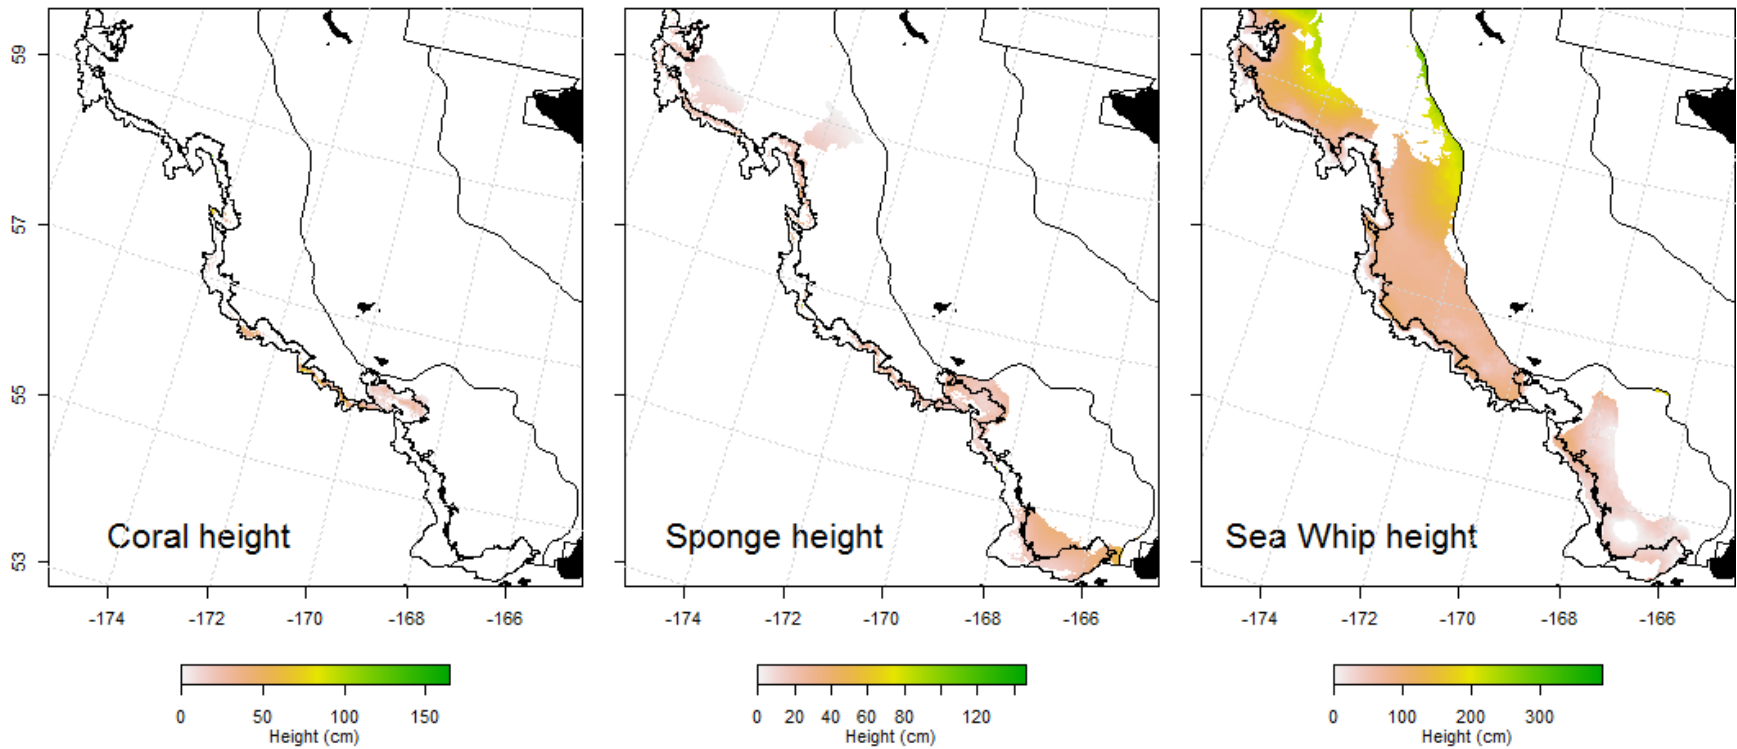 59
57
55
53
Coral height
Sponge height
Sea Whip height
-174 -172 -170 -168 -166
-174 -172 -170 -168 -166
-174 -172 -170 -168 -166
0 50 100 150
Height (cm)
0 20 40 60 80 120
Height (cm)
0 100 200 300
Height (cm)